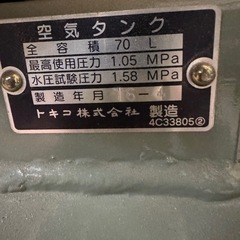 空気タンク
全容積 70 L
最高使用圧力 1.05 MPa
水圧試験圧力 1.58 MPa
製造年月
トキコ株式会社 製造
4C33805②